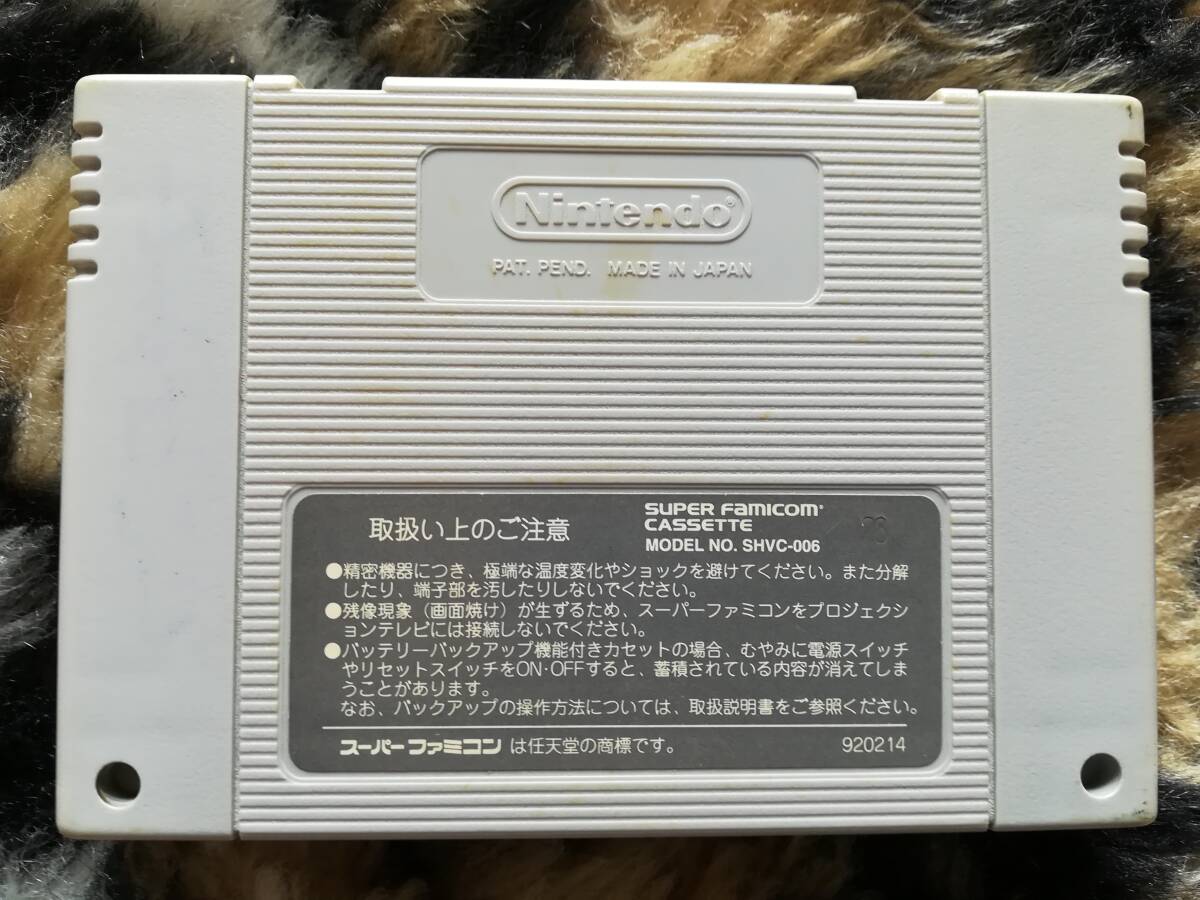 Nintendo®
PAT. PEND. MADE IN JAPAN
取扱い上のご注意
SUPER FAMICOM®
CASSETTE
MODEL NO. SHVC-006
●精密機器につき、極端な温度変化やショックを避けてください。また分解
したり、端子部を汚したりしないでください。
●残像現象（画面焼け）が生ずるため、スーパーファミコンをプロジェクシ
ョンテレビには接続しないでください。
●バッテリーバックアップ機能付きカセットの場合、むやみに電源スイッチ
やリセットスイッチをON・OFFすると、蓄積されている内容が消えてしま
うことがあります。
なお、バックアップの操作方法については、取扱説明書をご参照ください。
スーパーファミコン は任天堂の商標です。
920214